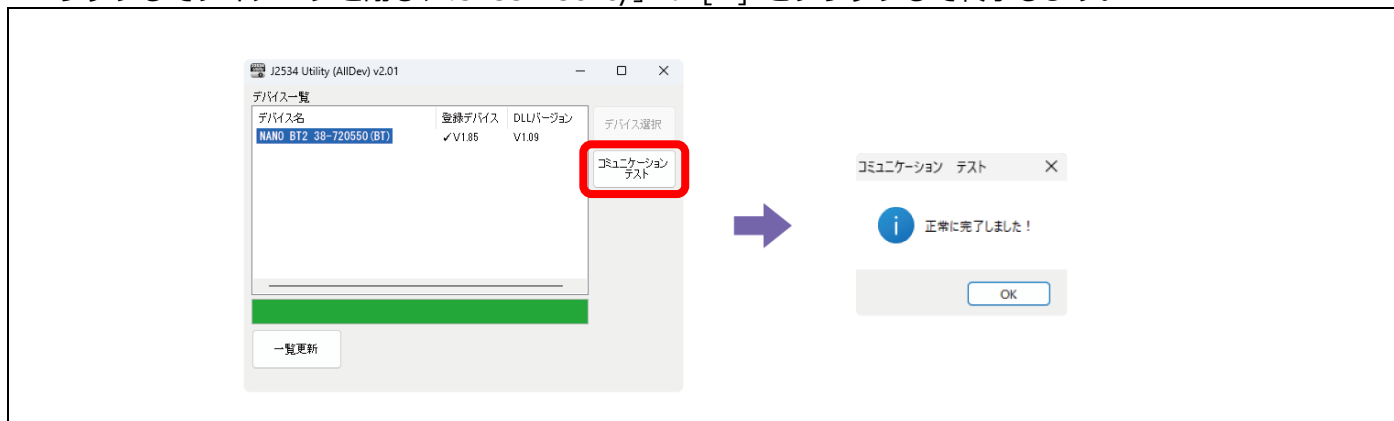 J2534 Utility (AllDev) v2.01
デバイス一覧
デバイス名 登録デバイス DLLバージョン
NANO BT2 38-720550(BT) ✓V1.85 V1.09
デバイス選択
コミュニケーション
テスト
一覧更新
コミュニケーション テスト
正常に完了しました！
OK